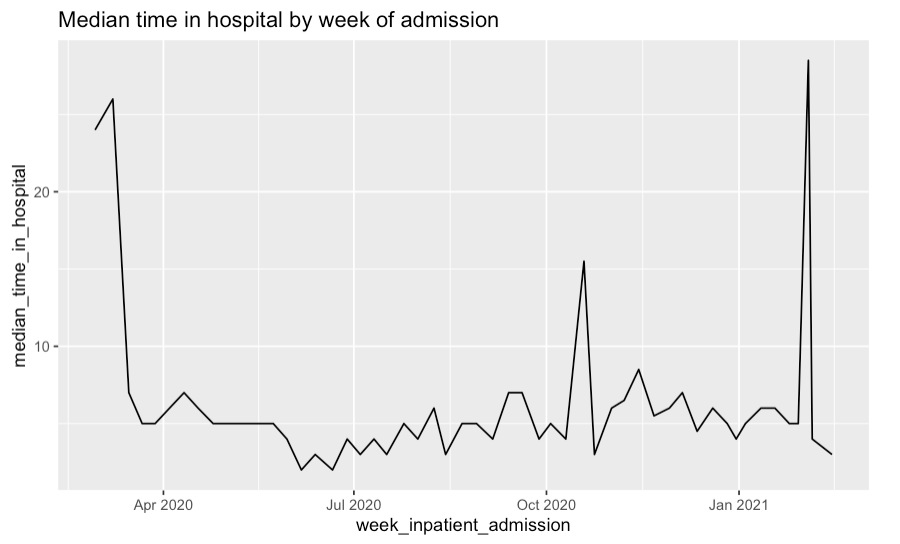 Median time in hospital by week of admission
median_time_in_hospital
20
10
Apr 2020 Jul 2020 Oct 2020 Jan 2021
week_inpatient_admission